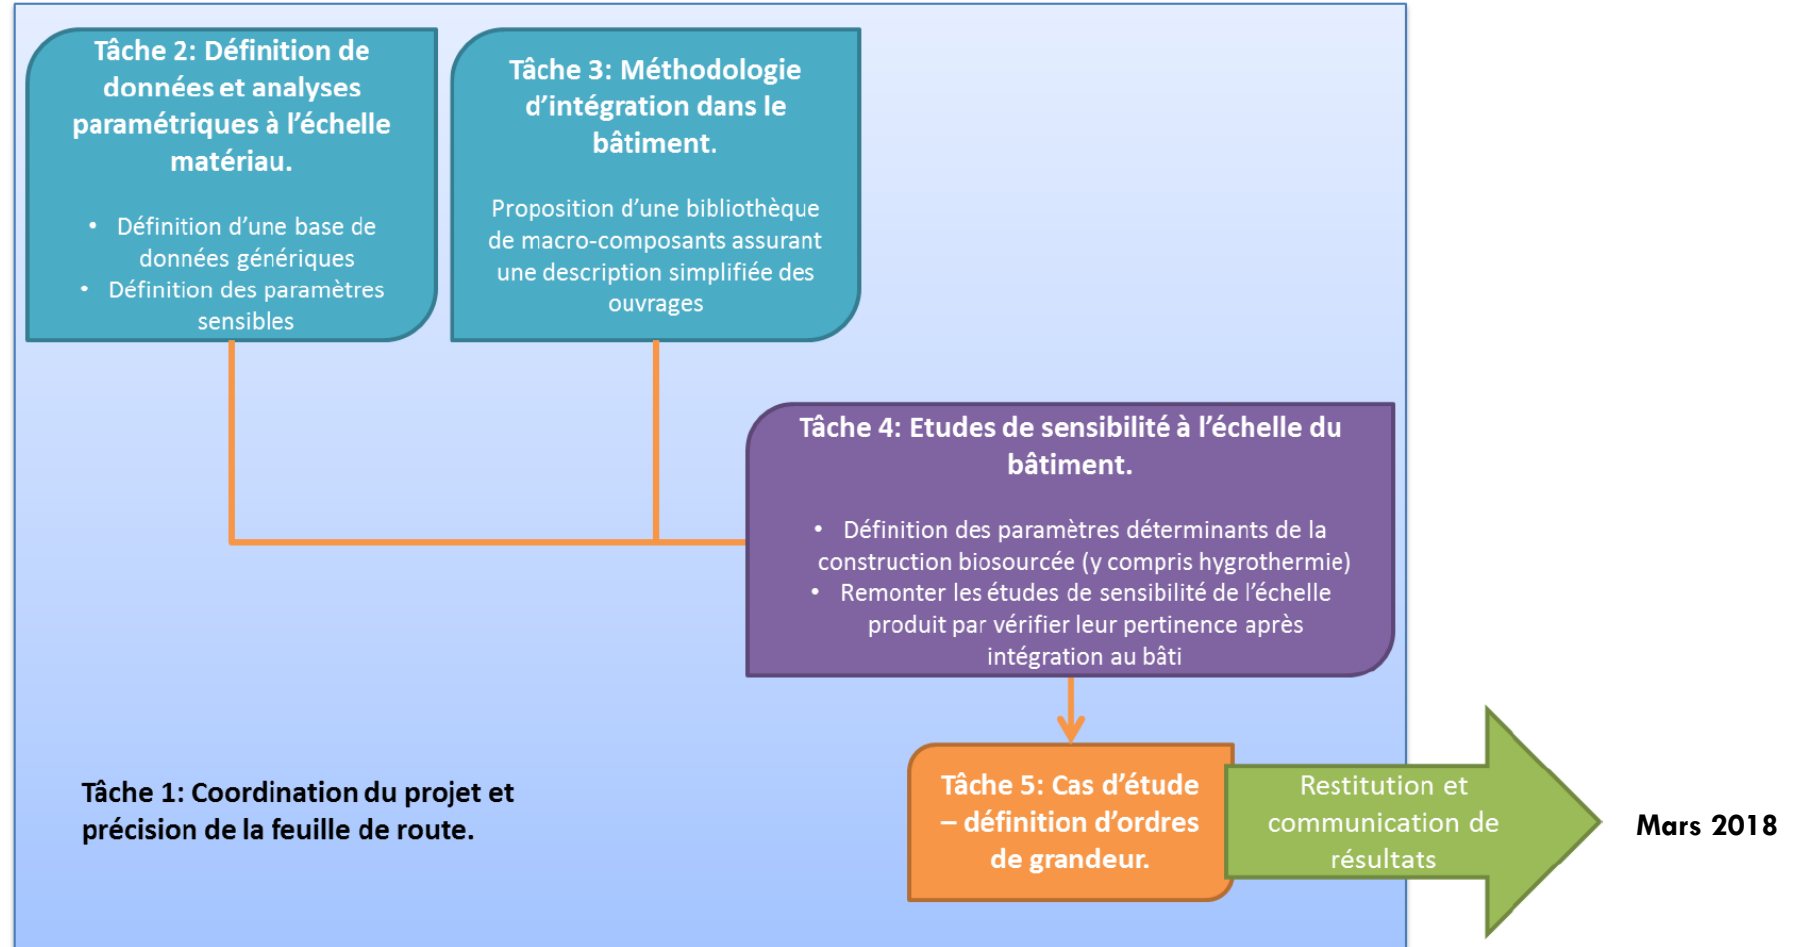 Tâche 2: Définition de
données et analyses
paramétriques à l’échelle
matériau.
• Définition d’une base de
données génériques
• Définition des paramètres
sensibles
Tâche 3: Méthodologie
d’intégration dans le
bâtiment.
Proposition d’une bibliothèque
de macro-composants assurant
une description simplifiée des
ouvrages
Tâche 4: Etudes de sensibilité à l’échelle du
bâtiment.
• Définition des paramètres déterminants de la
construction biosourcée (y compris hygrothermie)
• Remonter les études de sensibilité de l’échelle
produit par vérifier leur pertinence après
intégration au bâti
Tâche 1: Coordination du projet et
précision de la feuille de route.
Tâche 5: Cas d’étude
– définition d’ordres
de grandeur.
Restitution et
communication de
résultats
Mars 2018